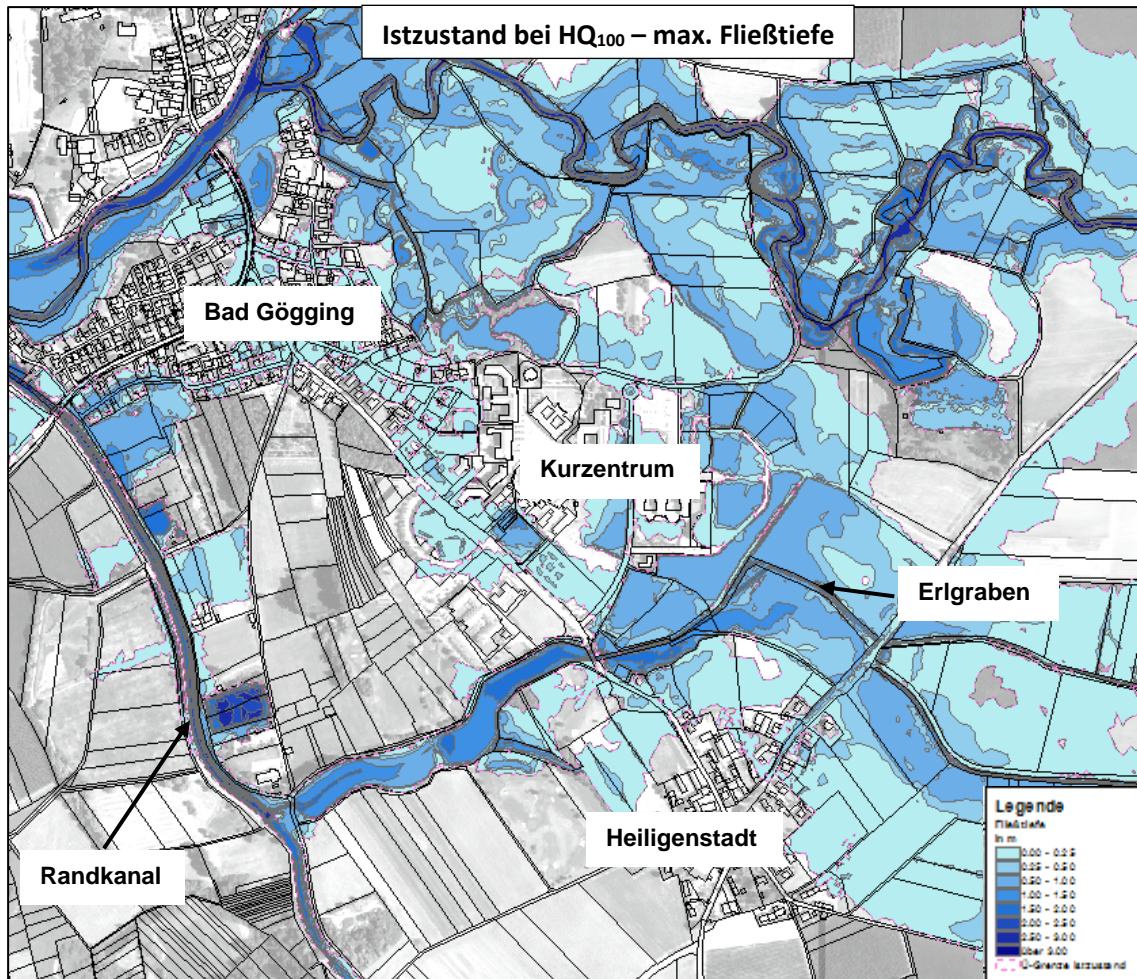 Istzustand bei HQ₁₀₀ – max. Fließtiefe
Bad Gögging
Kurzentrum
Erlgraben
Heiligenstadt
Randkanal
Legende
Fließtiefe
in m
0.00 - 0.25
0.25 - 0.50
0.50 - 1.00
1.00 - 1.50
1.50 - 2.00
2.00 - 2.50
2.50 - 3.00
über 3.00
Ü-Grenze Istzustand